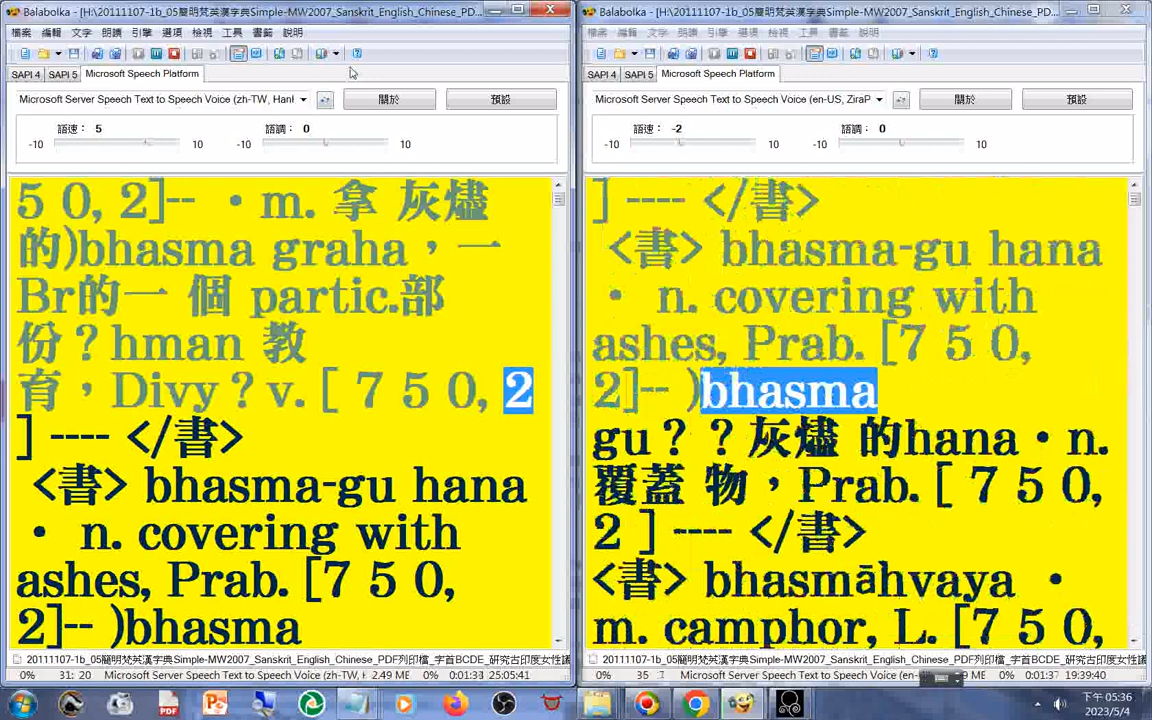 Balabolka - [H:\20111107-1b_05簡明梵英漢字典Simple-MW2007_Sanskrit_English_Chinese_PD...
檔案 編輯 文字 朗讀 引擎 選項 檢視 工具 書籤 說明
SAPI 4 SAPI 5 Microsoft Speech Platform
Microsoft Server Speech Text to Speech Voice (zh-TW, Hanl 關於 預設
語速： 5 語調： 0
-10 10 -10 10
5 0, 2]-- •m. 拿 灰燼
的)bhasma graha，一
Br的一 個 partic.部
份？hman 教
育，Divy？v. [ 7 5 0, 2
] ---- </書>
<書> bhasma-gu hana
• n. covering with
ashes, Prab. [7 5 0,
2]-- )bhasma
20111107-1b_05簡明梵英漢字典Simple-MW2007_Sanskrit_English_Chinese_PDF列印檔_字首BCDE_研究古印度女性議
0% 31: 20 Microsoft Server Speech Text to Speech Voice (zh-TW, H 2.49 ME 0% 0:01:33 25:05:41
Balabolka - [H:\20111107-1b_05簡明梵英漢字典Simple-MW2007_Sanskrit_English_Chinese_PD...
檔案 編輯 文字 朗讀 引擎 選項 檢視 工具 書籤 說明
SAPI 4 SAPI 5 Microsoft Speech Platform
Microsoft Server Speech Text to Speech Voice (en-US, ZiraP 關於 預設
語速： -2 語調： 0
-10 10 -10 10
] ---- </書>
<書> bhasma-gu hana
• n. covering with
ashes, Prab. [7 5 0,
2]-- )bhasma
gu？？灰燼 的hana•n.
覆蓋 物，Prab. [ 7 5 0,
2 ] ---- </書>
<書> bhasmāhvaya •
m. camphor, L. [7 5 0,
20111107-1b_05簡明梵英漢字典Simple-MW2007_Sanskrit_English_Chinese_PDF列印檔_字首BCDE_研究古印度女性議
0% 35 Microsoft Server Speech Text to Speech Voice (en- ME 0% 0:01:37 19:39:40
下午 05:36
2023/5/4